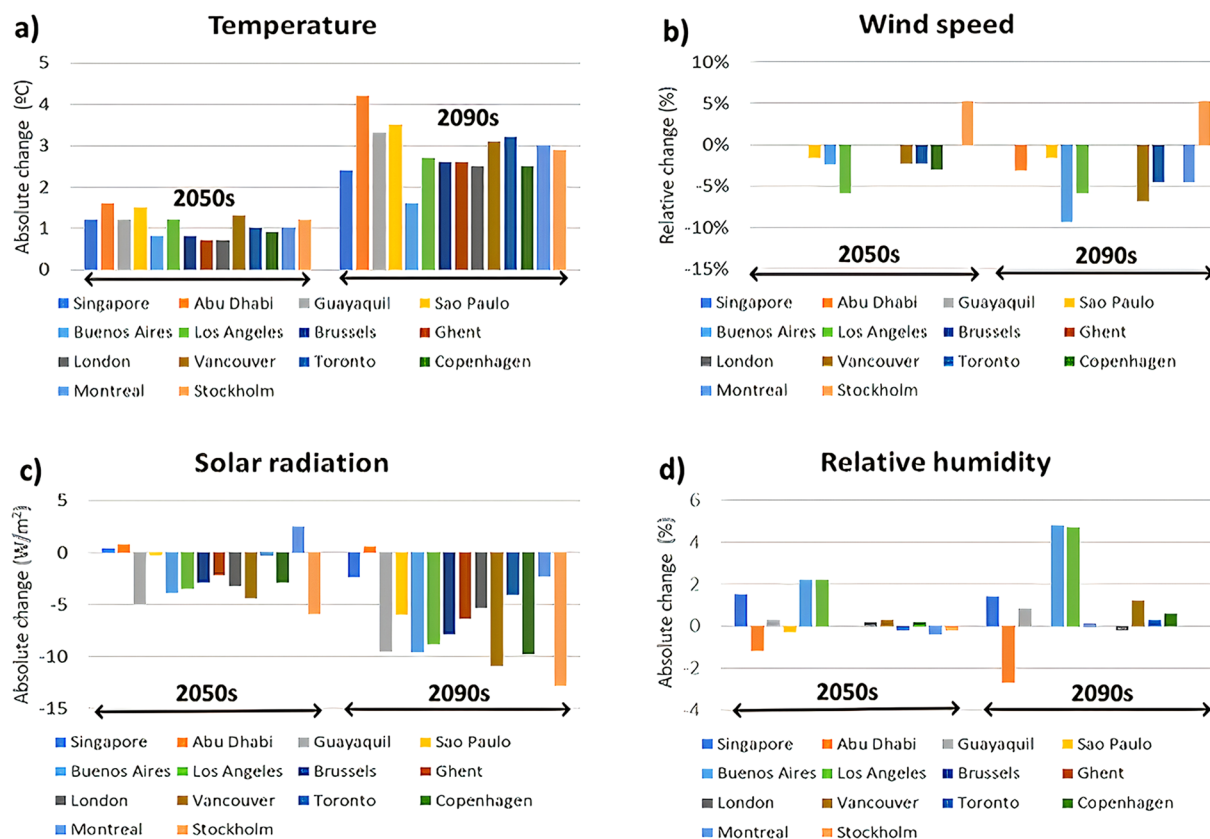 a) Temperature
Absolute change (ºC)
5
4
3
2
1
0
2050s
2090s
Singapore Abu Dhabi Guayaquil Sao Paulo
Buenos Aires Los Angeles Brussels Ghent
London Vancouver Toronto Copenhagen
Montreal Stockholm
b) Wind speed
Relative change (%)
10%
5%
0%
-5%
-10%
-15%
2050s
2090s
Singapore Abu Dhabi Guayaquil Sao Paulo
Buenos Aires Los Angeles Brussels Ghent
London Vancouver Toronto Copenhagen
Montreal Stockholm
c) Solar radiation
Absolute change (W/m²)
5
0
-5
-10
-15
2050s
2090s
Singapore Abu Dhabi Guayaquil Sao Paulo
Buenos Aires Los Angeles Brussels Ghent
London Vancouver Toronto Copenhagen
Montreal Stockholm
d) Relative humidity
Absolute change (%)
6
4
2
0
-2
-4
2050s
2090s
Singapore Abu Dhabi Guayaquil Sao Paulo
Buenos Aires Los Angeles Brussels Ghent
London Vancouver Toronto Copenhagen
Montreal Stockholm